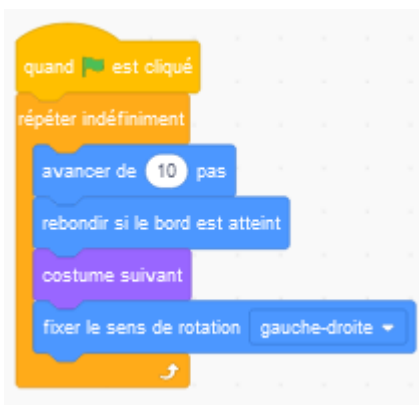 quand est cliqué
répéter indéfiniment
avancer de 10 pas
rebondir si le bord est atteint
costume suivant
fixer le sens de rotation gauche-droite